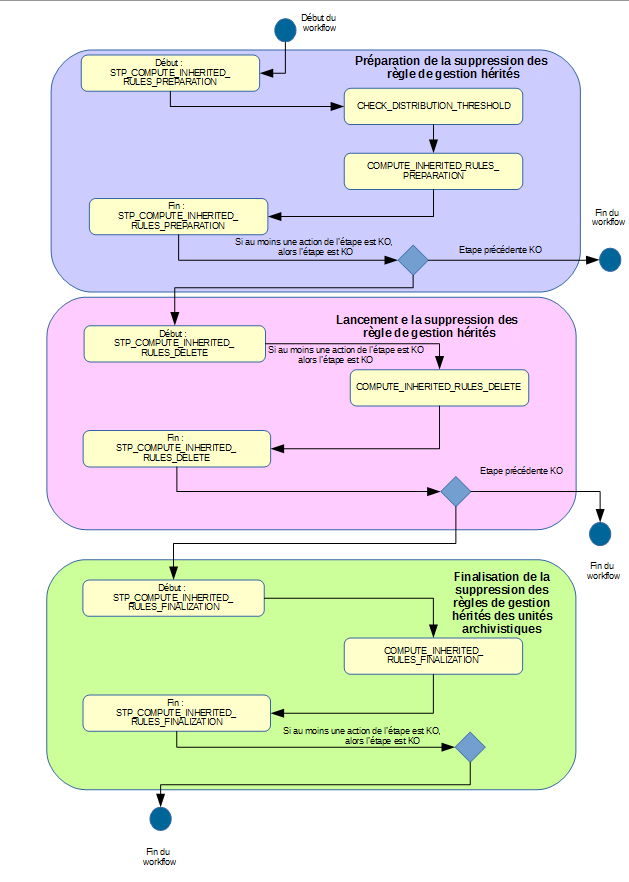 Début du
workflow
Préparation de la suppression des
règle de gestion hérités
Début :
STP_COMPUTE_INHERITED_
RULES_PREPARATION
CHECK_DISTRIBUTION_THRESHOLD
COMPUTE_INHERITED_RULES_
PREPARATION
Fin :
STP_COMPUTE_INHERITED_
RULES_PREPARATION
Si au moins une action de l'étape est KO,
alors l'étape est KO
Etape précédente KO
Fin du
workflow
Lancement e la suppression des
règle de gestion hérités
Début :
STP_COMPUTE_INHERITED_
RULES_DELETE
Si au moins une action de l'étape est KO
alors l'étape est KO
COMPUTE_INHERITED_RULES_DELETE
Fin :
STP_COMPUTE_INHERITED_
RULES_DELETE
Etape précédente KO
Fin du
workflow
Finalisation de la
suppression des
règles de gestion
hérités des unités
archivistiques
Début :
STP_COMPUTE_INHERITED_
RULES_FINALIZATION
COMPUTE_INHERITED_
RULES_FINALIZATION
Fin :
STP_COMPUTE_INHERITED_
RULES_FINALIZATION
Si au moins une action de l'étape est KO,
alors l'étape est KO
Fin du
workflow